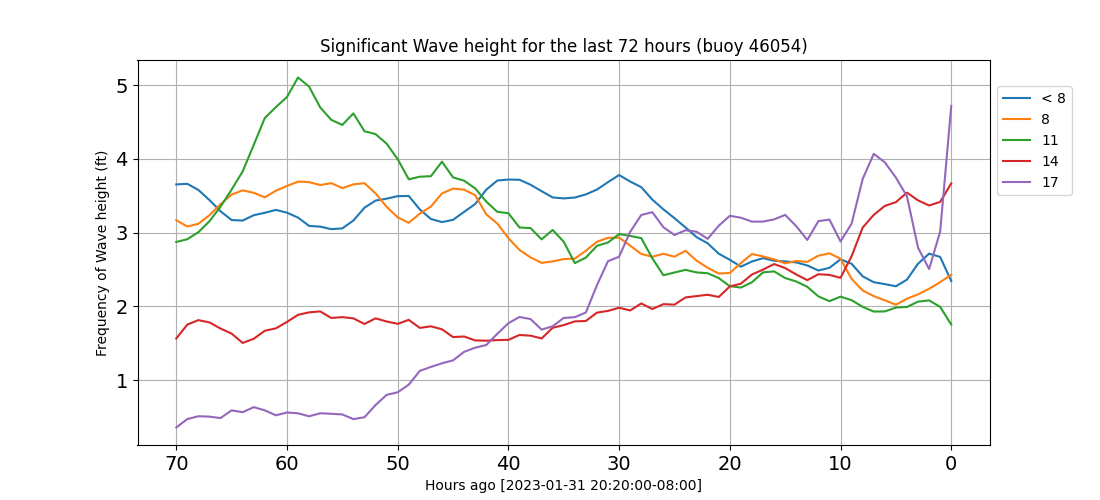 Significant Wave height for the last 72 hours (buoy 46054)
Frequency of Wave height (ft)
5
4
3
2
1
70 60 50 40 30 20 10 0
Hours ago [2023-01-31 20:20:00-08:00]
< 8
8
11
14
17